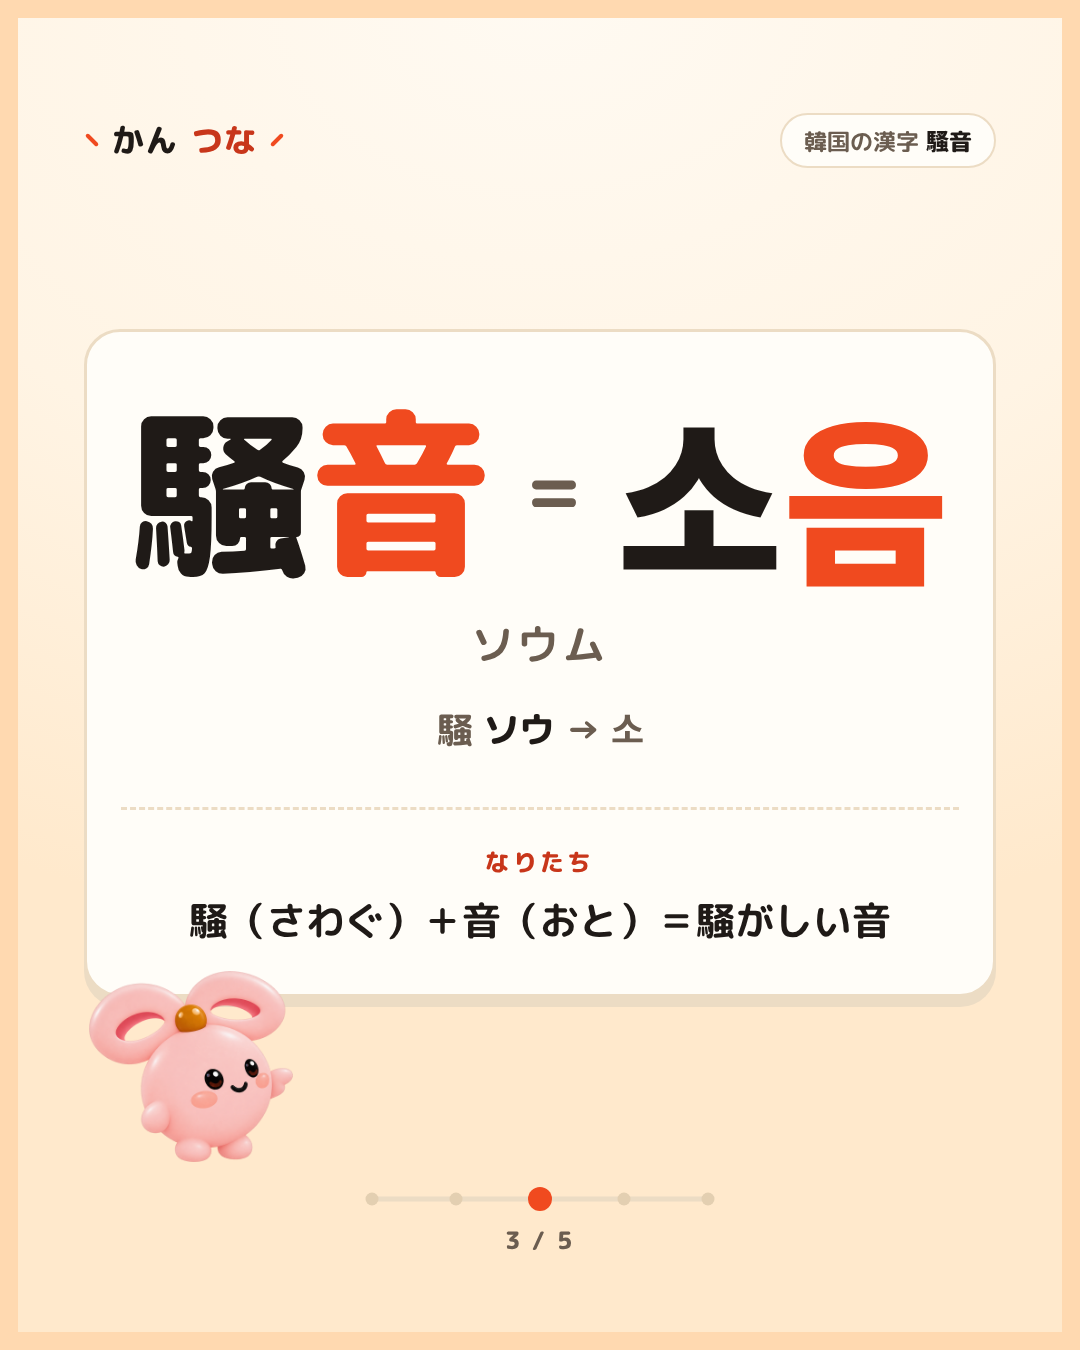 かん つな
韓国の漢字 騒音
騒音 = 소음
ソウム
騒 ソウ → 소
なりたち
騒（さわぐ）＋音（おと）＝騒がしい音
3 / 5